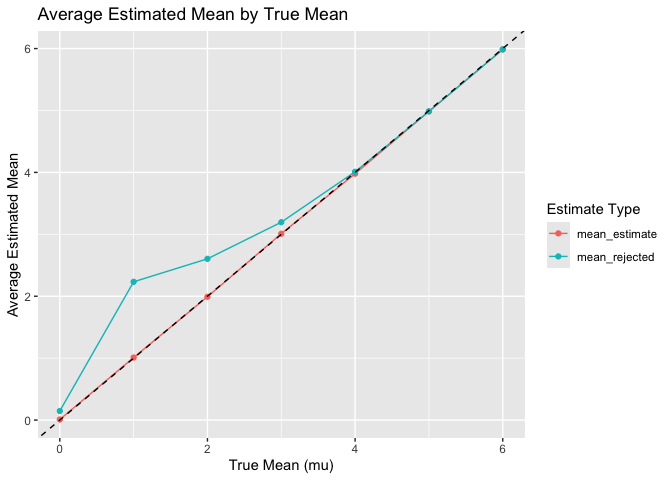 Average Estimated Mean by True Mean
6
4
2
0
Average Estimated Mean
0 2 4 6
True Mean (mu)
Estimate Type
mean_estimate
mean_rejected